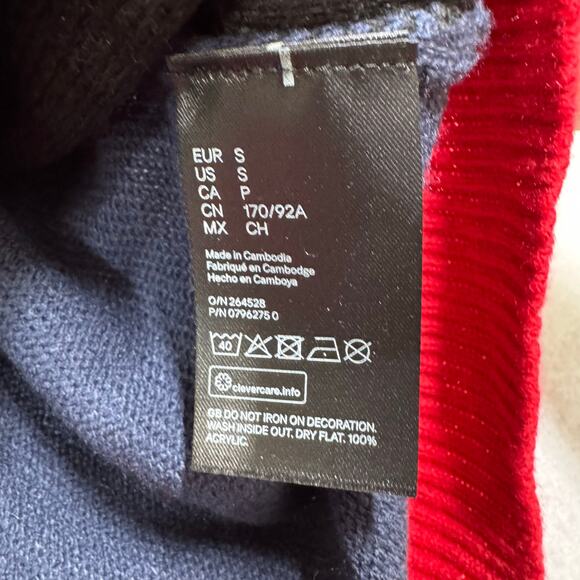 EUR S
US S
CA P
CN 170/92A
MX CH
Made in Cambodia
Fabriqué en Cambodge
Hecho en Camboya
O/N 264528
P/N 0796275 0
40
clevercare.info
GB DO NOT IRON ON DECORATION.
WASH INSIDE OUT. DRY FLAT. 100%
ACRYLIC.